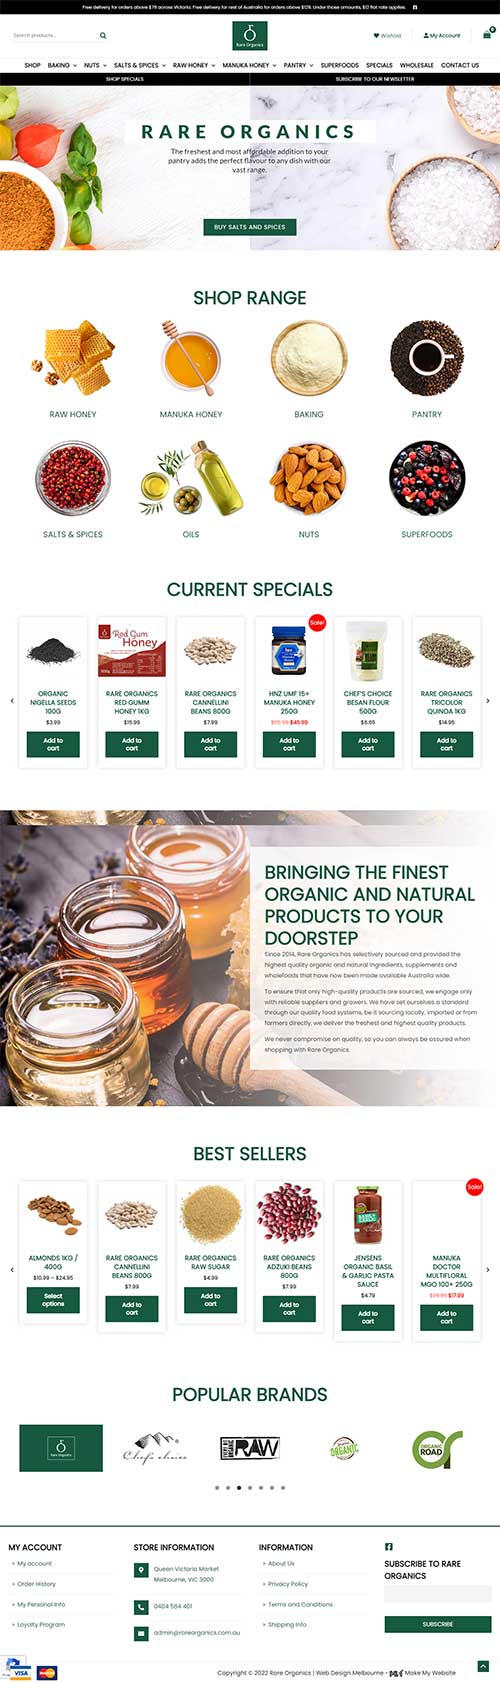 Free delivery for orders above $79 across Victoria. Free delivery for rest of Australia for orders above $129. Under those amounts, $12 flat rate applies.
Search products...
Rare Organics
Wishlist
My Account
0
SHOP BAKING NUTS SALTS & SPICES RAW HONEY MANUKA HONEY PANTRY SUPERFOODS SPECIALS WHOLESALE CONTACT US
SHOP SPECIALS
SUBSCRIBE TO OUR NEWSLETTER
RARE ORGANICS
The freshest and most affordable addition to your
pantry adds the perfect flavour to any dish with our
vast range.
BUY SALTS AND SPICES
SHOP RANGE
RAW HONEY
MANUKA HONEY
BAKING
PANTRY
SALTS & SPICES
OILS
NUTS
SUPERFOODS
CURRENT SPECIALS
ORGANIC
NIGELLA SEEDS
100G
$3.99
Add to
cart
Red Gum
Honey
RARE ORGANICS
RED GUMM
HONEY 1KG
$15.99
Add to
cart
RARE ORGANICS
CANNELLINI
BEANS 800G
$7.99
Add to
cart
Sale!
HNZ UMF 15+
MANUKA HONEY
250G
$55.99 $45.99
Add to
cart
CHEF'S CHOICE
BESAN FLOUR
500G
$6.65
Add to
cart
RARE ORGANICS
TRICOLOR
QUINOA 1KG
$14.95
Add to
cart
BRINGING THE FINEST
ORGANIC AND NATURAL
PRODUCTS TO YOUR
DOORSTEP
Since 2014, Rare Organics has selectively sourced and provided the
highest quality organic and natural ingredients, supplements and
wholefoods that have now been made available Australia wide.
To ensure that only high-quality products are sourced, we engage only
with reliable suppliers and growers. We have set ourselves a standard
through our quality food systems, be it sourcing locally, imported or from
farmers directly, we deliver the freshest and highest quality products.
We never compromise on quality, so you can always be assured when
shopping with Rare Organics.
BEST SELLERS
ALMONDS 1KG /
400G
$10.99 – $24.95
Select
options
RARE ORGANICS
CANNELLINI
BEANS 800G
$7.99
Add to
cart
RARE ORGANICS
RAW SUGAR
$4.99
Add to
cart
RARE ORGANICS
ADZUKI BEANS
800G
$7.99
Add to
cart
JENSENS
ORGANIC BASIL
& GARLIC PASTA
SAUCE
$4.79
Add to
cart
Sale!
MANUKA
DOCTOR
MULTIFLORAL
MGO 100+ 250G
$34.99 $17.99
Add to
cart
POPULAR BRANDS
Rare Organics
Chef's choice
RAW
ORGANIC
ORGANIC
ROAD
MY ACCOUNT
My account
Order History
My Personal Info
Loyalty Program
STORE INFORMATION
Queen Victoria Market
Melbourne, VIC 3000
0404 564 401
admin@rareorganics.com.au
INFORMATION
About Us
Privacy Policy
Terms and Conditions
Shipping Info
SUBSCRIBE TO RARE
ORGANICS
SUBSCRIBE
VISA
MasterCard
Copyright © 2022 Rare Organics | Web Design Melbourne - Make My Website